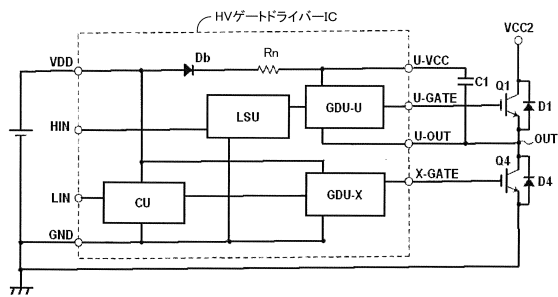 HVゲートドライバーIC
VCC2
VDD
Db
Rn
U-VCC
C1
Q1
D1
LSU
GDU-U
U-GATE
HIN
U-OUT
OUT
Q4
D4
X-GATE
LIN
CU
GDU-X
GND